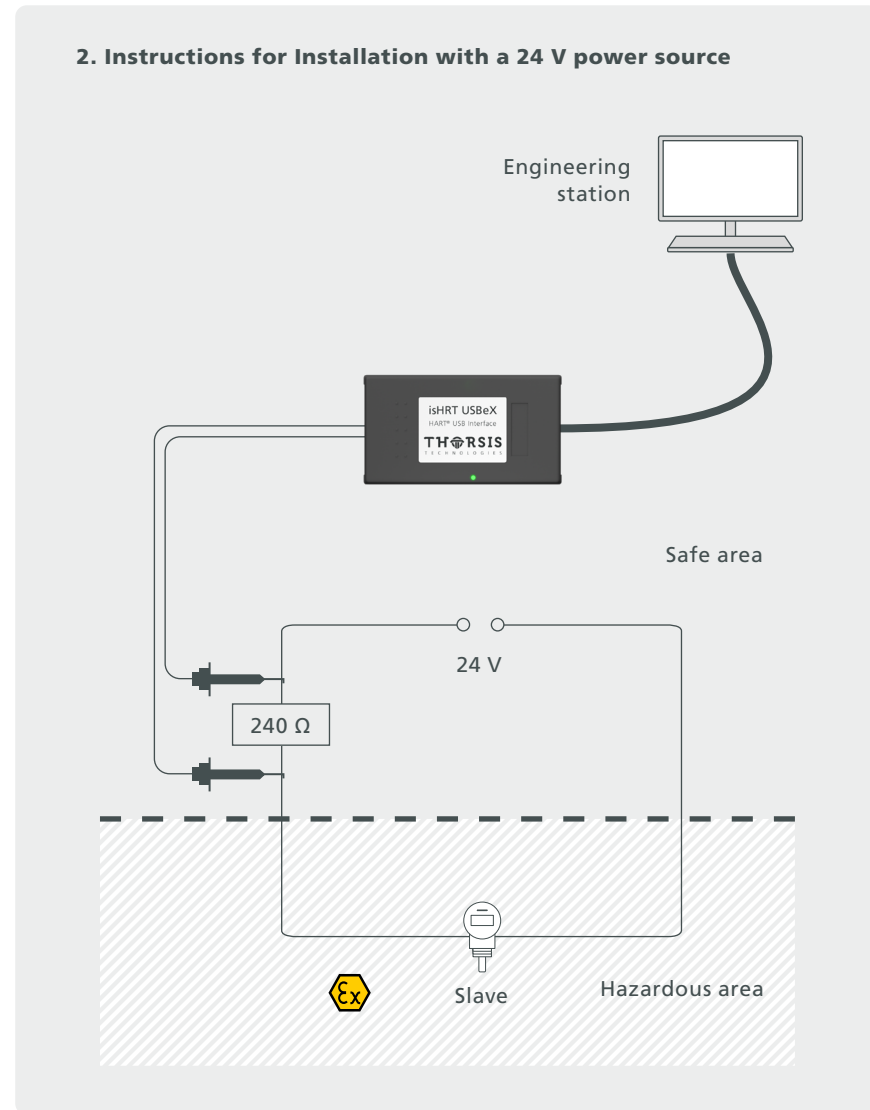 2. Instructions for Installation with a 24 V power source
Engineering
station
isHRT USBeX
HART® USB Interface
THORSIS
TECHNOLOGIES
Safe area
24 V
240 Ω
Ex
Slave
Hazardous area